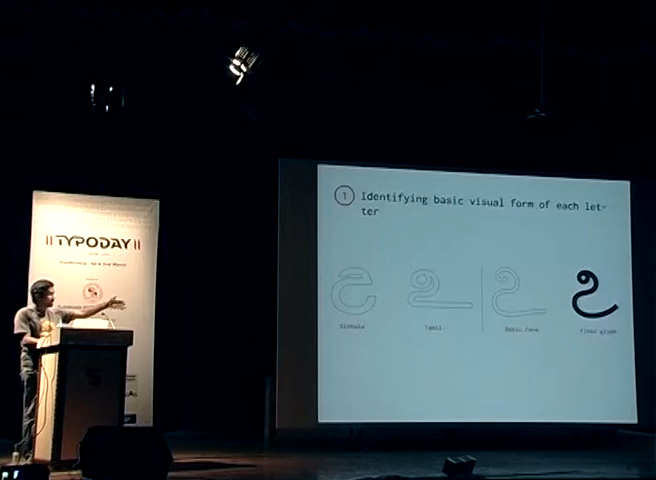 TYPODAY
1 Identifying basic visual form of each let-
ter
Sinhala
Tamil
Basic form
Final glyph